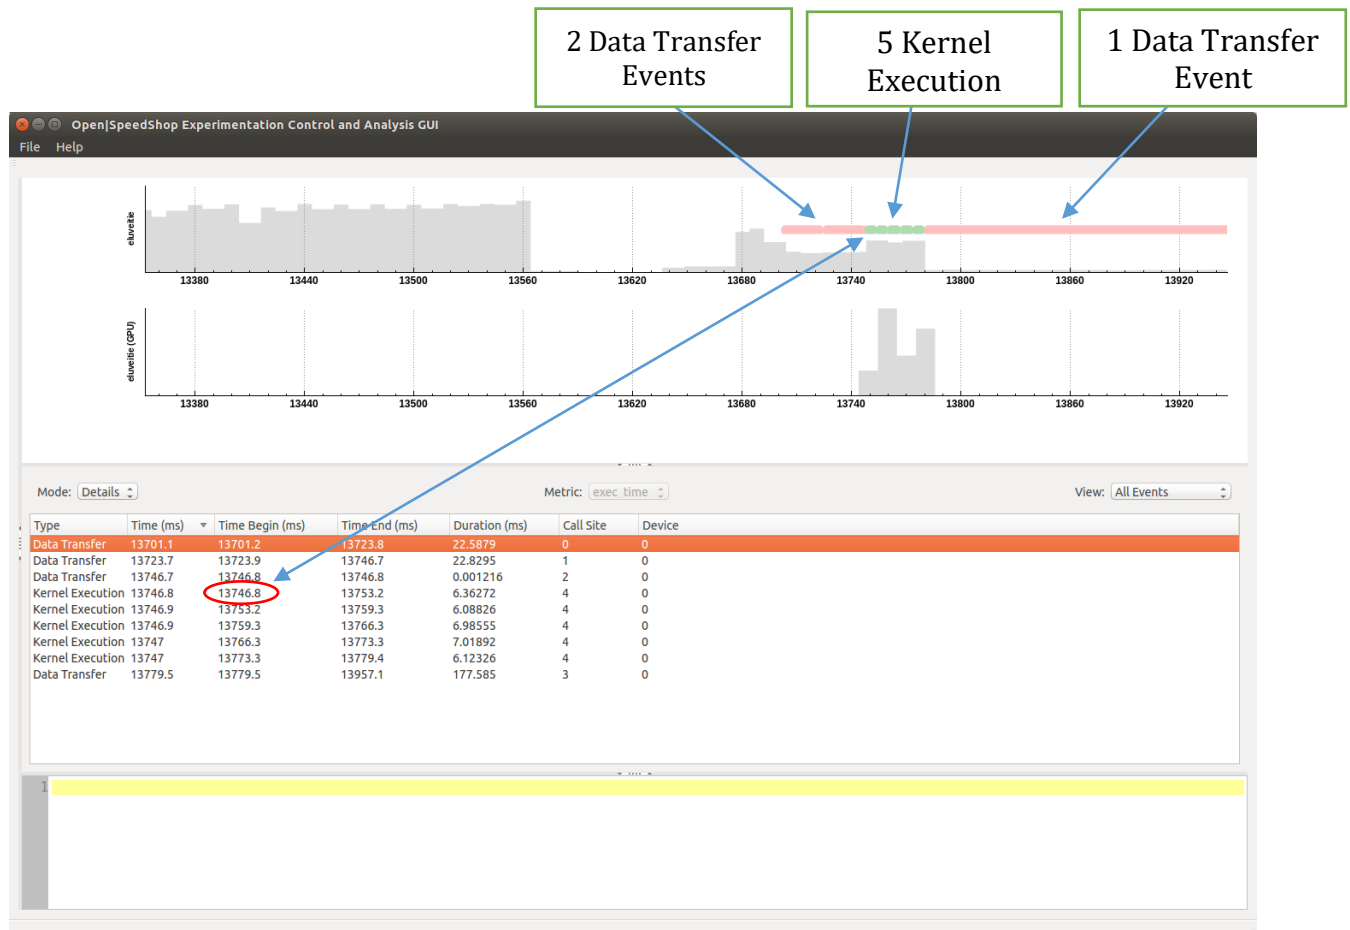 2 Data Transfer
Events
5 Kernel
Execution
1 Data Transfer
Event
Open|SpeedShop Experimentation Control and Analysis GUI
File Help
eluveitie
13380 13440 13500 13560 13620 13680 13740 13800 13860 13920
eluveitie (GPU)
13380 13440 13500 13560 13620 13680 13740 13800 13860 13920
Mode: Details Metric: exec_time View: All Events
Type Time (ms) Time Begin (ms) Time End (ms) Duration (ms) Call Site Device
Data Transfer 13701.1 13701.2 13723.8 22.5879 0 0
Data Transfer 13723.7 13723.9 13746.7 22.8295 1 0
Data Transfer 13746.7 13746.8 13746.8 0.001216 2 0
Kernel Execution 13746.8 13746.8 13753.2 6.36272 4 0
Kernel Execution 13746.9 13753.2 13759.3 6.08826 4 0
Kernel Execution 13746.9 13759.3 13766.3 6.98555 4 0
Kernel Execution 13747 13766.3 13773.3 7.01892 4 0
Kernel Execution 13747 13773.3 13779.4 6.12326 4 0
Data Transfer 13779.5 13779.5 13957.1 177.585 3 0
1